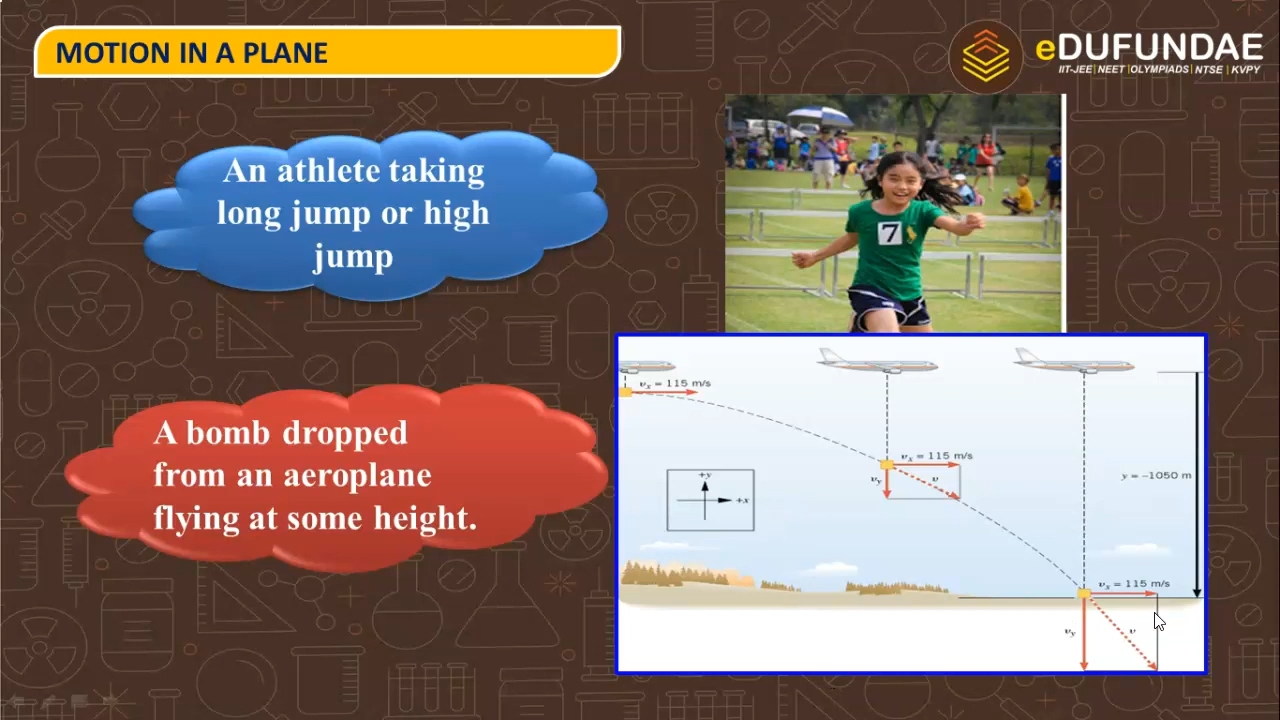 MOTION IN A PLANE
eDUFUNDAE
IIT-JEE | NEET | OLYMPIADS | NTSE | KVPY
An athlete taking
long jump or high
jump
7
A bomb dropped
from an aeroplane
flying at some height.
vx = 115 m/s
vx = 115 m/s
vy
v
+y
+x
y = −1050 m
vx = 115 m/s
vy
v